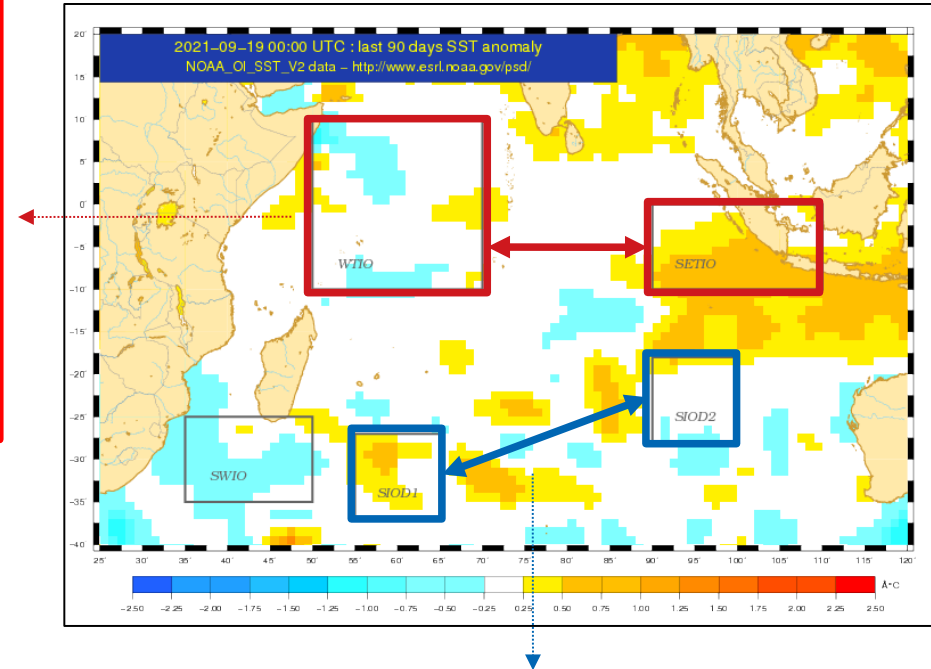 2021-09-19 00:00 UTC : last 90 days SST anomaly
NOAA_OI_SST_V2 data - http://www.esrl.noaa.gov/psd/
20°
15°
10°
5°
0°
-5°
-10°
-15°
-20°
-25°
-30°
-35°
-40°
WTIO
SETIO
SIOD2
SWIO
SIOD1
25° 30° 35° 40° 45° 50° 55° 60° 65° 70° 75° 80° 85° 90° 95° 100° 105° 110° 115° 120°
-2.50 -2.25 -2.00 -1.75 -1.50 -1.25 -1.00 -0.75 -0.50 -0.25 0.25 0.50 0.75 1.00 1.25 1.50 1.75 2.00 2.25 2.50
Å°C